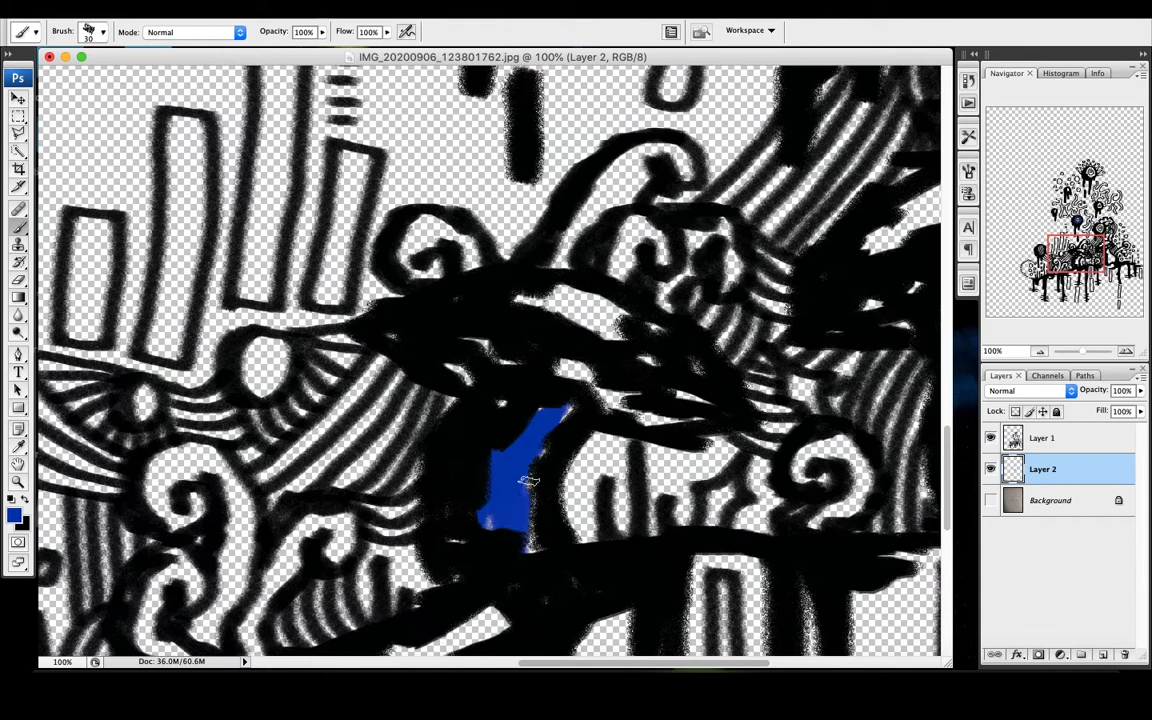 Brush: 30 Mode: Normal Opacity: 100% Flow: 100% Workspace
IMG_20200906_123801762.jpg @ 100% (Layer 2, RGB/8)
Ps
Navigator × Histogram Info
100%
Layers × Channels Paths
Normal Opacity: 100%
Lock: Fill: 100%
Layer 1
Layer 2
Background
100% Doc: 36.0M/60.6M